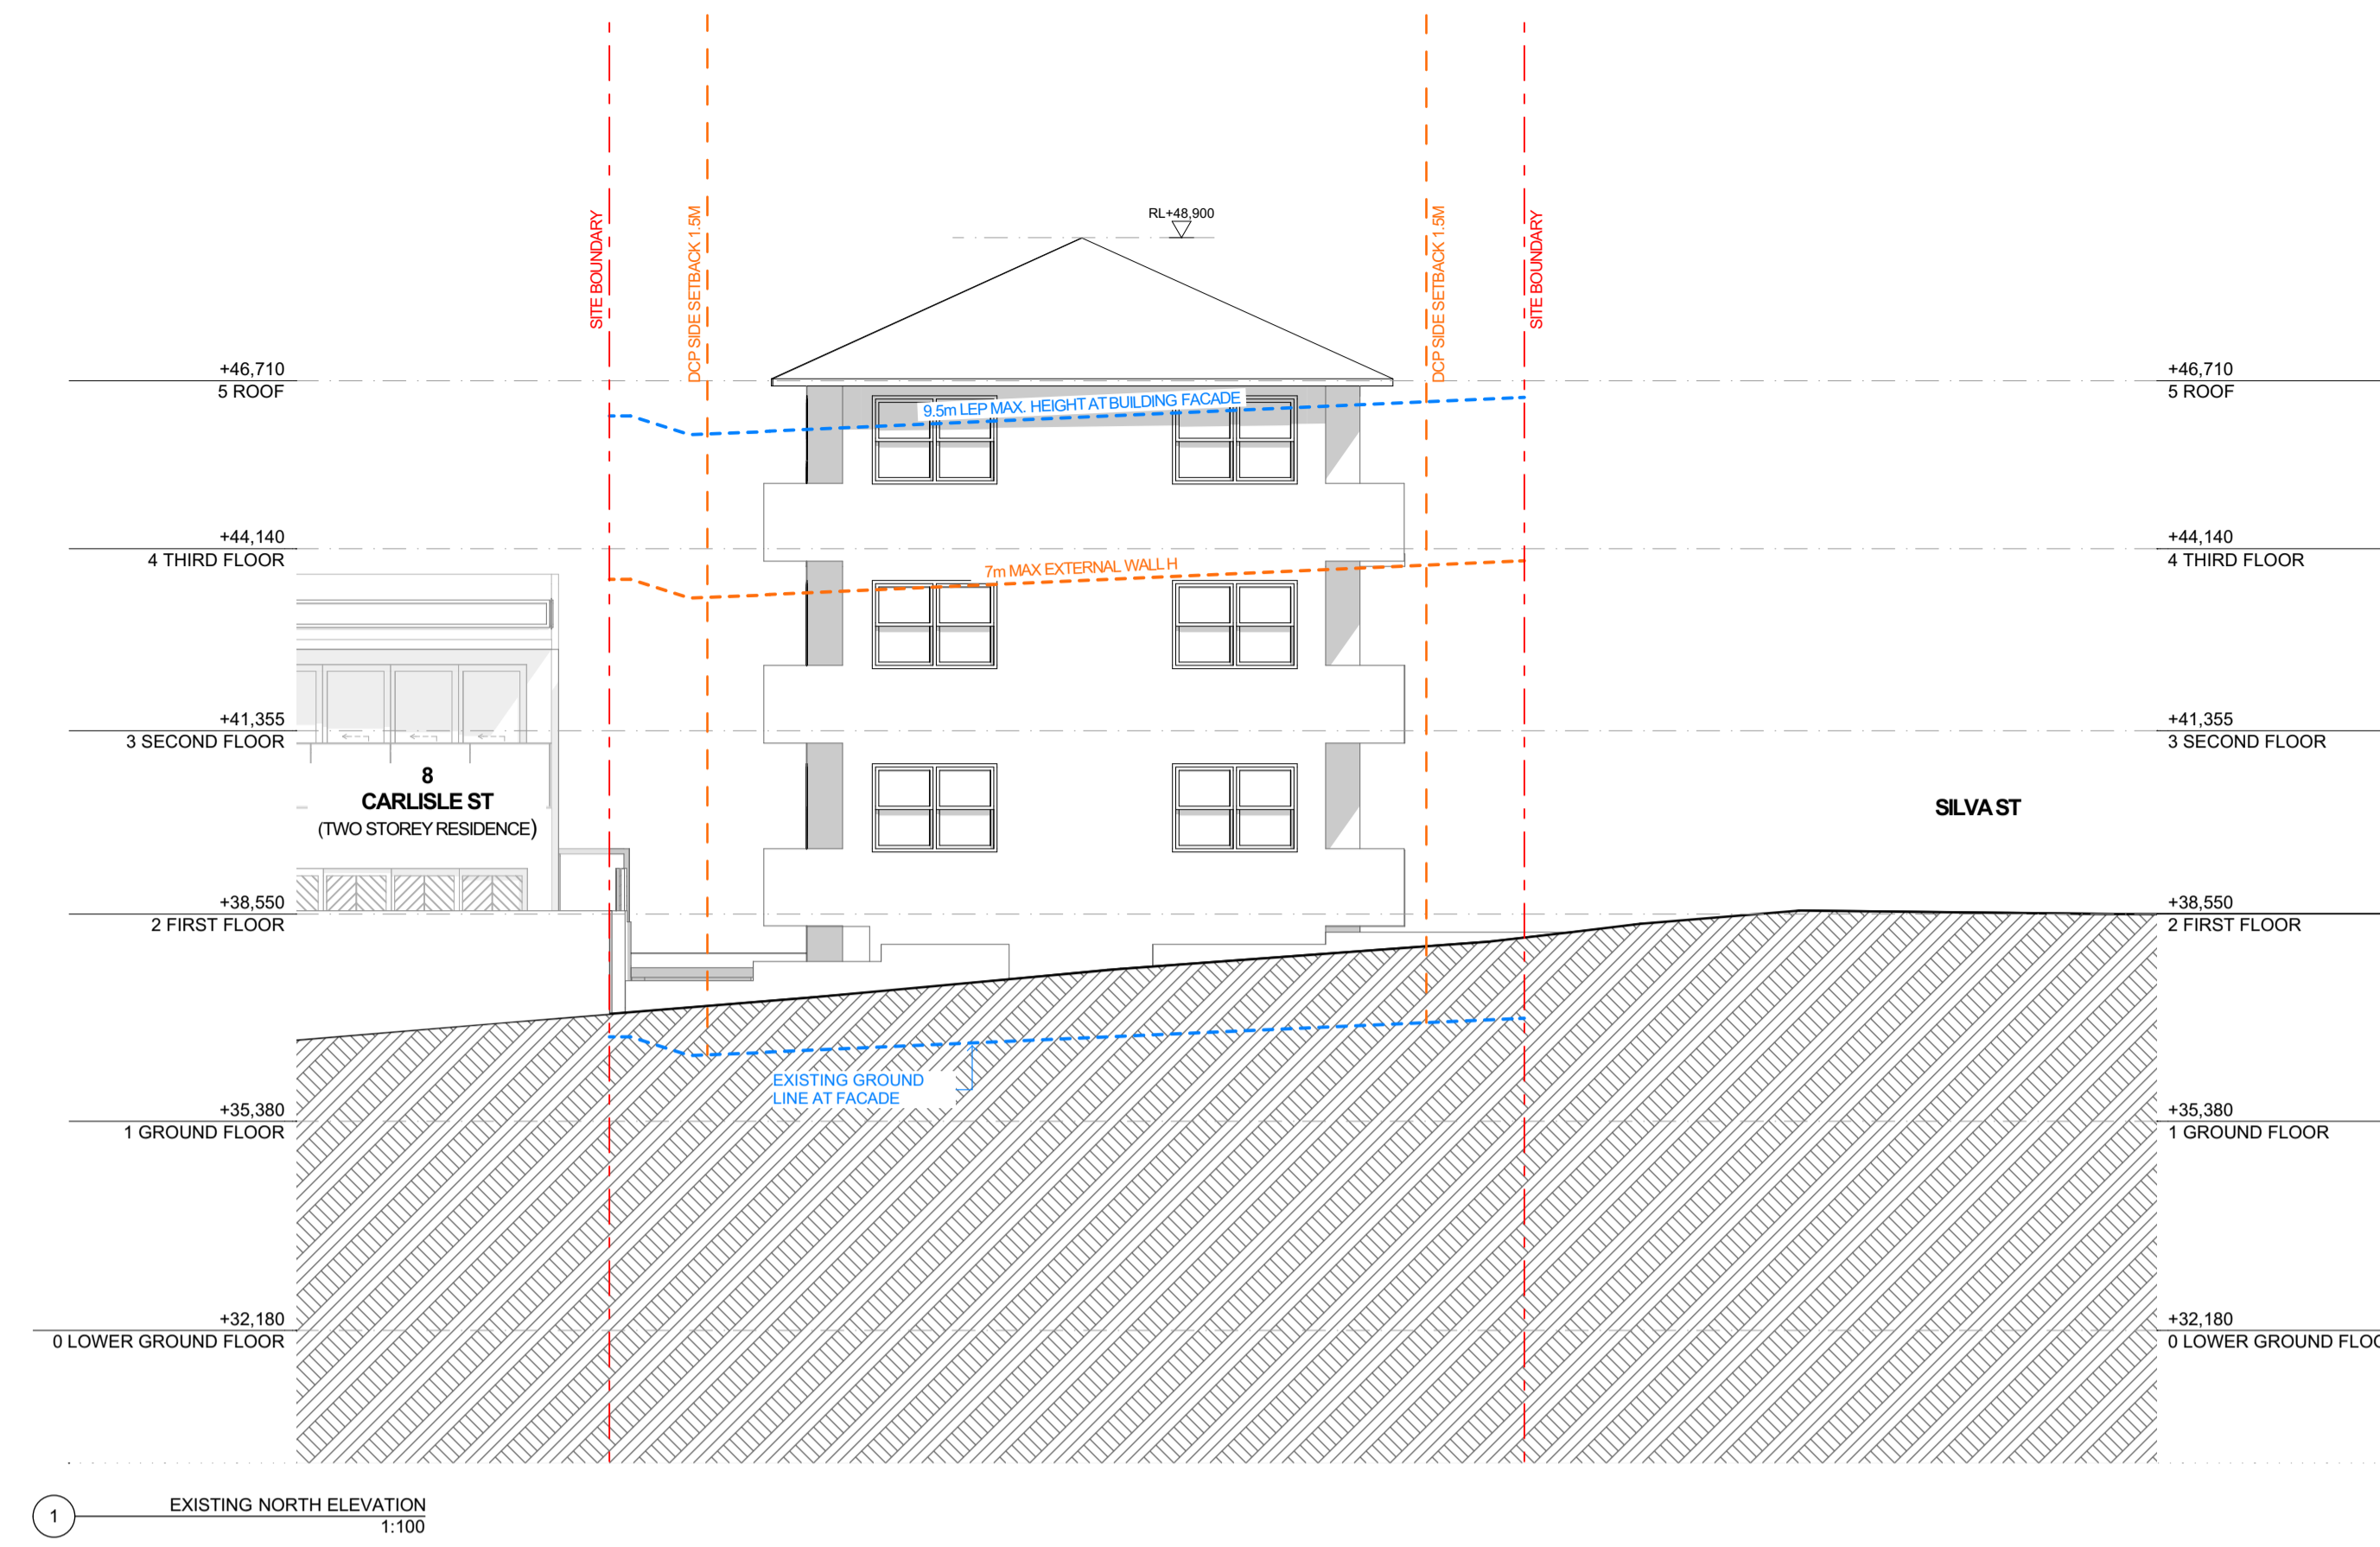 SITE BOUNDARY
DCP SIDE SETBACK 1.5M
RL+48,900
DCP SIDE SETBACK 1.5M
SITE BOUNDARY
+46,710
5 ROOF
+46,710
5 ROOF
9.5m LEP MAX. HEIGHT AT BUILDING FACADE
+44,140
4 THIRD FLOOR
+44,140
4 THIRD FLOOR
7m MAX EXTERNAL WALL H
+41,355
3 SECOND FLOOR
+41,355
3 SECOND FLOOR
8
CARLISLE ST
(TWO STOREY RESIDENCE)
SILVA ST
+38,550
2 FIRST FLOOR
+38,550
2 FIRST FLOOR
EXISTING GROUND
LINE AT FACADE
+35,380
1 GROUND FLOOR
+35,380
1 GROUND FLOOR
+32,180
0 LOWER GROUND FLOOR
+32,180
0 LOWER GROUND
1
EXISTING NORTH ELEVATION
1:100